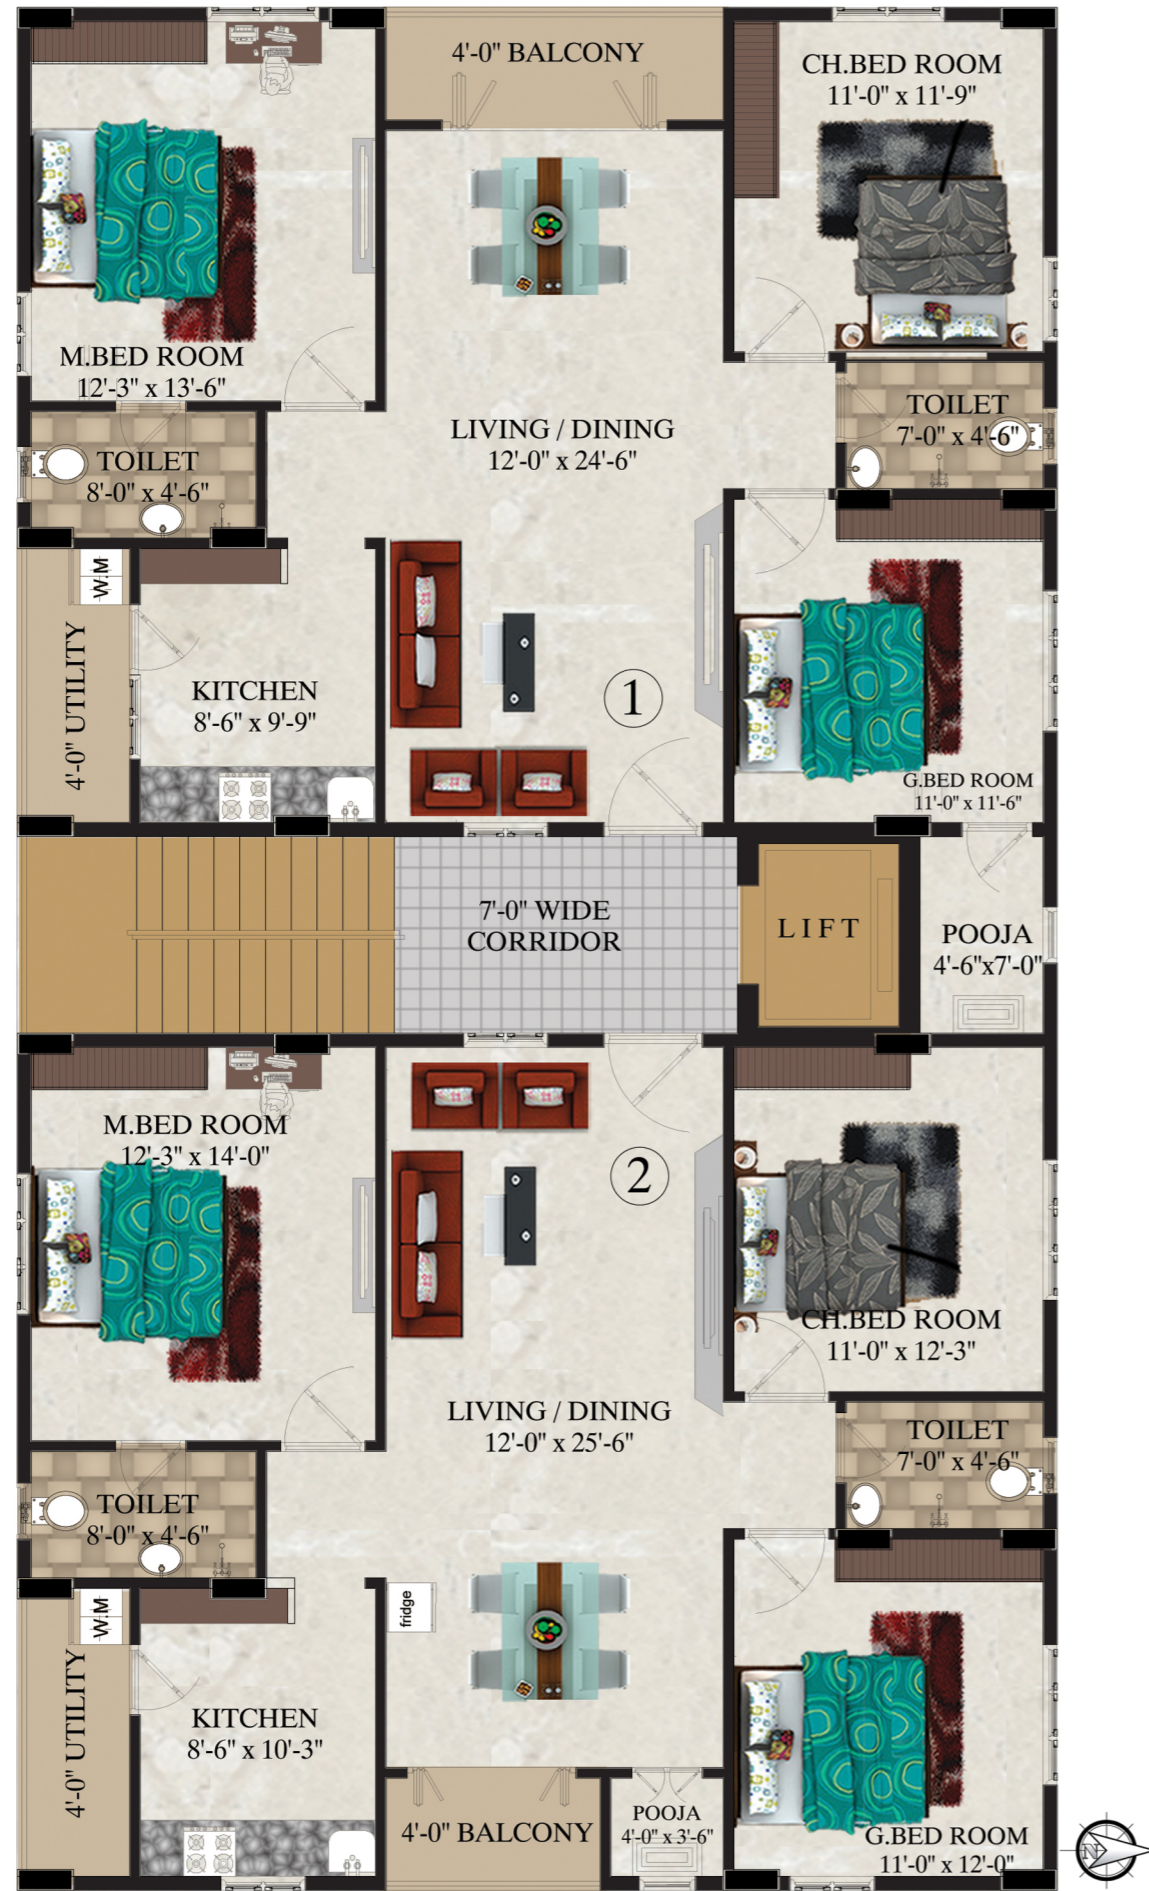 4'-0" BALCONY
CH.BED ROOM
11'-0" x 11'-9"
M.BED ROOM
12'-3" x 13'-6"
TOILET
7'-0" x 4'-6"
LIVING / DINING
12'-0" x 24'-6"
TOILET
8'-0" x 4'-6"
W.M
4'-0" UTILITY
KITCHEN
8'-6" x 9'-9"
1
G.BED ROOM
11'-0" x 11'-6"
7'-0" WIDE
CORRIDOR
LIFT
POOJA
4'-6"x7'-0"
M.BED ROOM
12'-3" x 14'-0"
2
CH.BED ROOM
11'-0" x 12'-3"
LIVING / DINING
12'-0" x 25'-6"
TOILET
7'-0" x 4'-6"
TOILET
8'-0" x 4'-6"
W.M
fridge
4'-0" UTILITY
KITCHEN
8'-6" x 10'-3"
4'-0" BALCONY
POOJA
4'-0" x 3'-6"
G.BED ROOM
11'-0" x 12'-0"
N